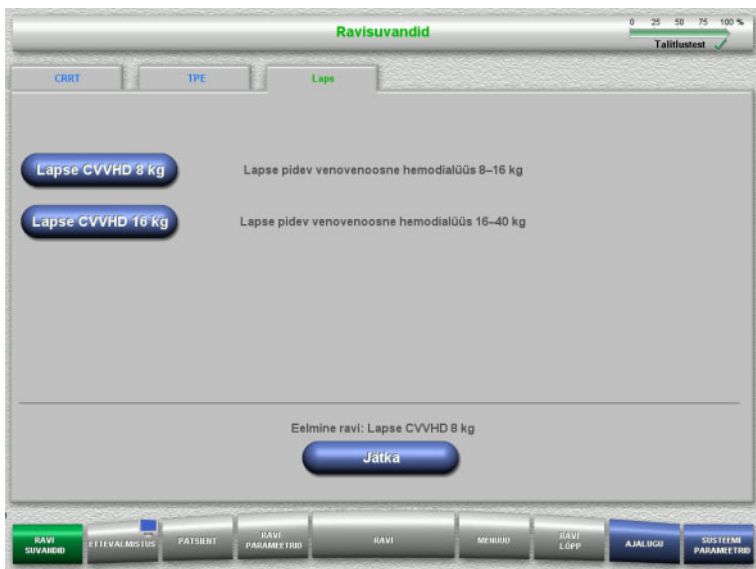 Ravisuvandid
0 25 50 75 100 %
Talitlustest
CRRT TPE Laps
Lapse CVVHD 8 kg Lapse pidev venovenoosne hemodialüüs 8–16 kg
Lapse CVVHD 16 kg Lapse pidev venovenoosne hemodialüüs 16–40 kg
Eelmine ravi: Lapse CVVHD 8 kg
Jätka
RAVI SUVANDID
ETTEVALMISTUS
PATSIENT
RAVI PARAMEETRID
RAVI
MENÜÜD
RAVI LÕPP
AJALUGU
SÜSTEEMI PARAMEETRID